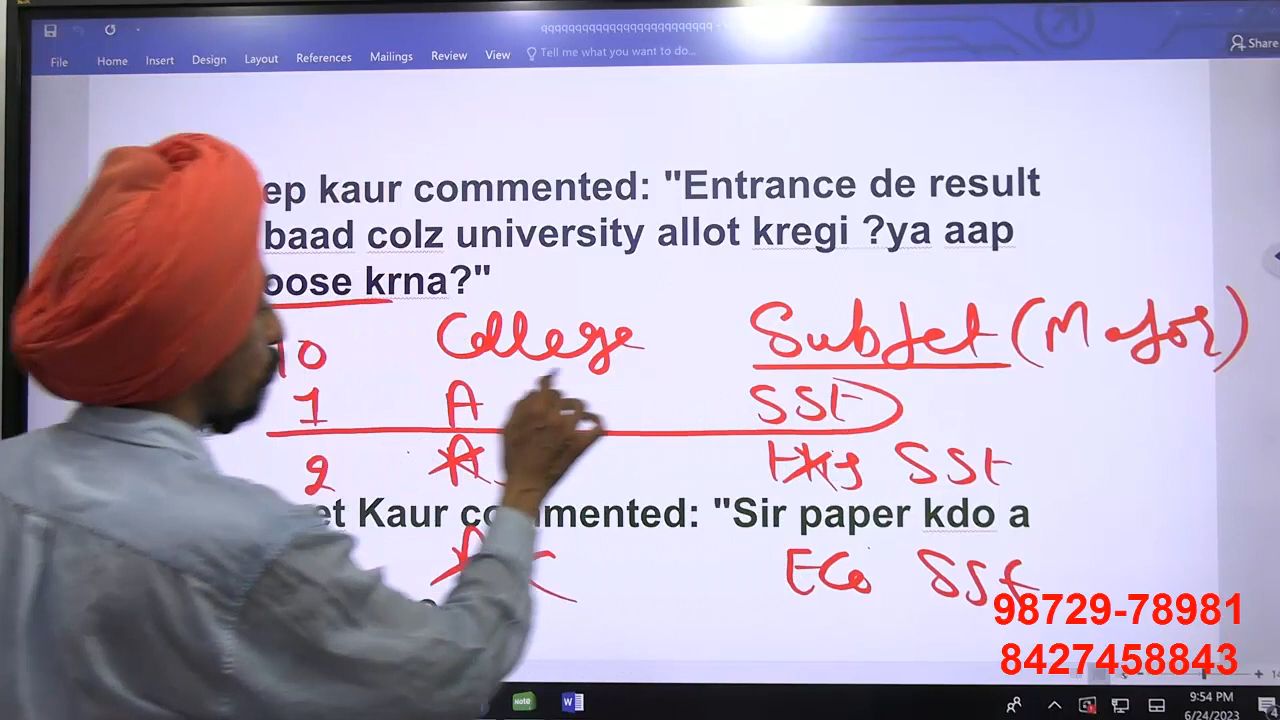 qqqqqqqqqqqqqqqqqqqqqqqqq -
Share
File Home Insert Design Layout References Mailings Review View Tell me what you want to do...
ep kaur commented: "Entrance de result
baad colz university allot kregi ?ya aap
oose krna?"
10 College Subject (Major)
1 A SST
2 A SSt
et Kaur commented: "Sir paper kdo a
Eco SSt
98729-78981
8427458843
Note W
9:54 PM
6/24/2023